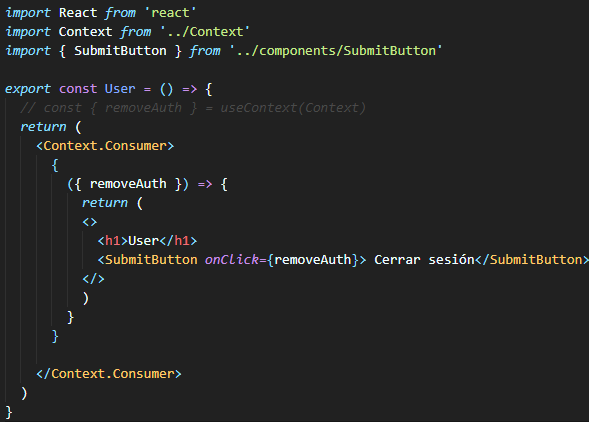 import React from 'react'
import Context from '../Context'
import { SubmitButton } from '../components/SubmitButton'
export const User = () => {
// const { removeAuth } = useContext(Context)
return (
<Context.Consumer>
{
({ removeAuth }) => {
return (
<>
<h1>User</h1>
<SubmitButton onClick={removeAuth}> Cerrar sesión</SubmitButton>
</>
)
}
}
</Context.Consumer>
)
}